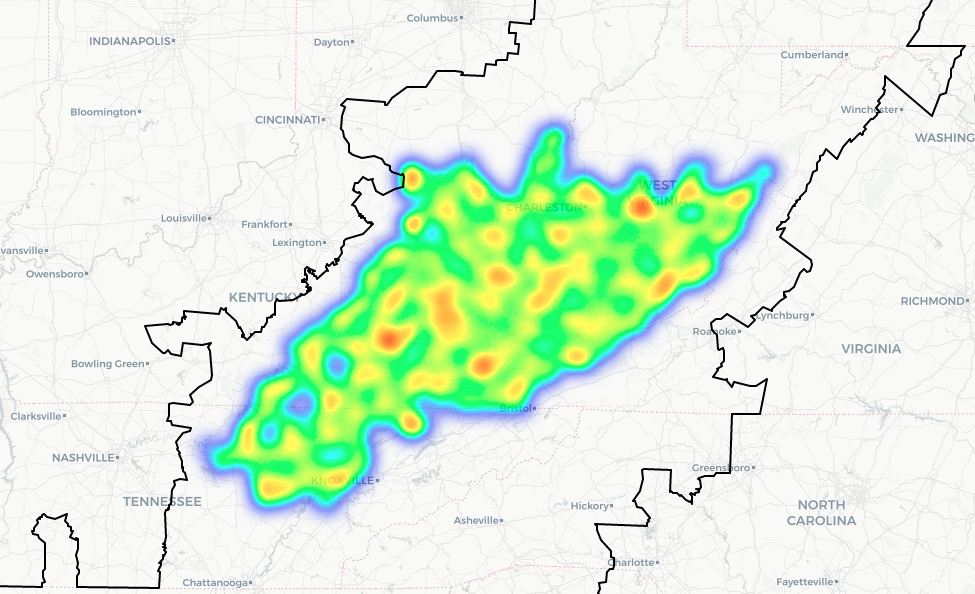 Columbus
INDIANAPOLIS
Dayton
Cumberland
Bloomington
CINCINNATI
Winchester
WASHING
WEST
VIRGINIA
CHARLESTON
Louisville
Frankfort
Lexington
vansville
Owensboro
KENTUCKY
RICHMOND
Lynchburg
Roanoke
VIRGINIA
Bowling Green
Bristol
Clarksville
NASHVILLE
Greensboro
KNOXVILLE
TENNESSEE
Hickory
NORTH
CAROLINA
Asheville
Charlotte
Chattanooga
Fayetteville